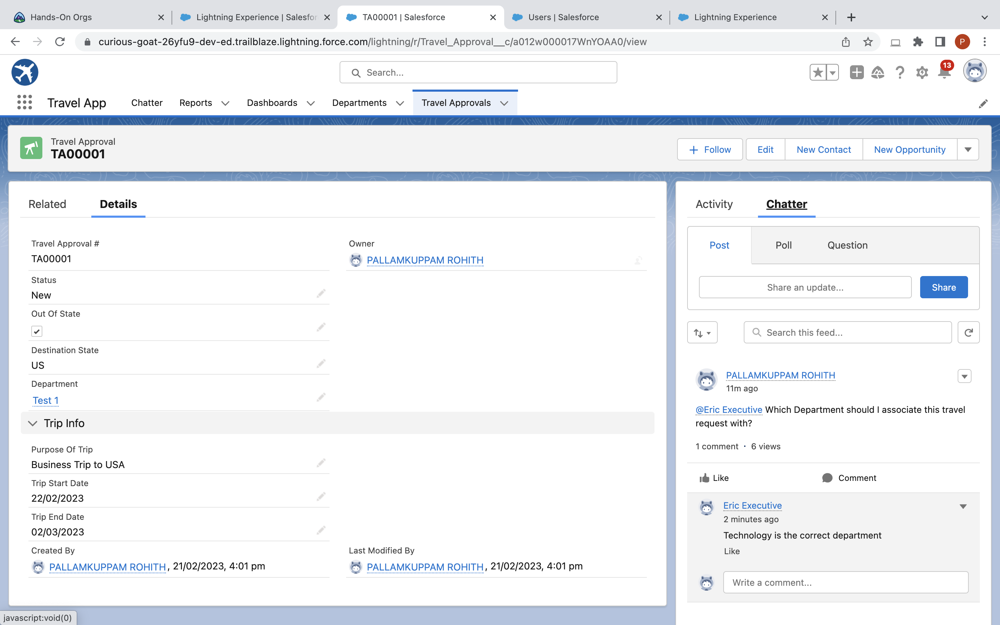 Hands-On Orgs
Lightning Experience | Salesfor
TA00001 | Salesforce
Users | Salesforce
Lightning Experience
curious-goat-26yfu9-dev-ed.trailblaze.lightning.force.com/lightning/r/Travel_Approval__c/a012w000017WnYOAA0/view
P
Search...
13
Travel App
Chatter
Reports
Dashboards
Departments
Travel Approvals
Travel Approval
TA00001
Follow
Edit
New Contact
New Opportunity
Related
Details
Travel Approval #
TA00001
Owner
PALLAMKUPPAM ROHITH
Status
New
Out Of State
Destination State
US
Department
Test 1
Trip Info
Purpose Of Trip
Business Trip to USA
Trip Start Date
22/02/2023
Trip End Date
02/03/2023
Created By
PALLAMKUPPAM ROHITH, 21/02/2023, 4:01 pm
Last Modified By
PALLAMKUPPAM ROHITH, 21/02/2023, 4:01 pm
Activity
Chatter
Post
Poll
Question
Share an update...
Share
Search this feed...
PALLAMKUPPAM ROHITH
11m ago
@Eric Executive Which Department should I associate this travel
request with?
1 comment · 6 views
Like
Comment
Eric Executive
2 minutes ago
Technology is the correct department
Like
Write a comment...
javascript:void(0)